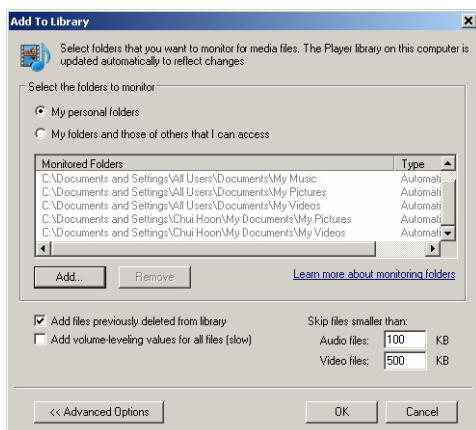 Add To Library
Select folders that you want to monitor for media files. The Player library on this computer is
updated automatically to reflect changes
Select the folders to monitor
My personal folders
My folders and those of others that I can access
Monitored Folders Type
C:\Documents and Settings\All Users\Documents\My Music Automati
C:\Documents and Settings\All Users\Documents\My Pictures Automati
C:\Documents and Settings\All Users\Documents\My Videos Automati
C:\Documents and Settings\Chui Hoon\My Documents\My Pictures Automati
C:\Documents and Settings\Chui Hoon\My Documents\My Videos Automati
Add... Remove Learn more about monitoring folders
Add files previously deleted from library
Add volume-leveling values for all files (slow)
Skip files smaller than:
Audio files: 100 KB
Video files: 500 KB
<< Advanced Options OK Cancel